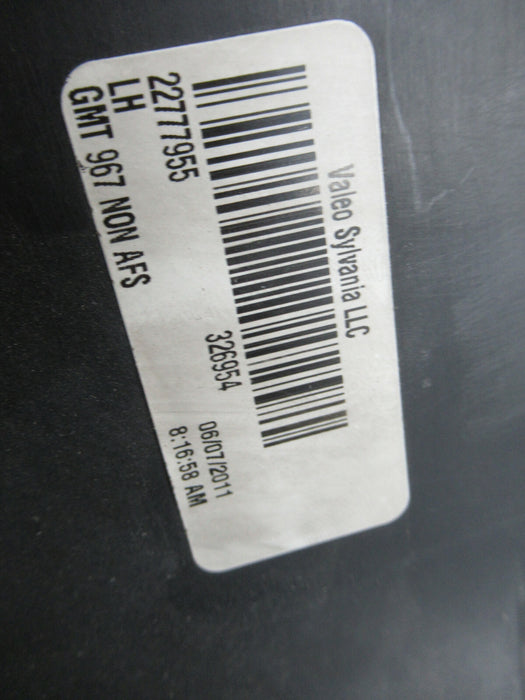 Valeo Sylvania LLC
22777955
326954
LH
06/07/2011
GMT 967 NON AFS
8:16:58 AM